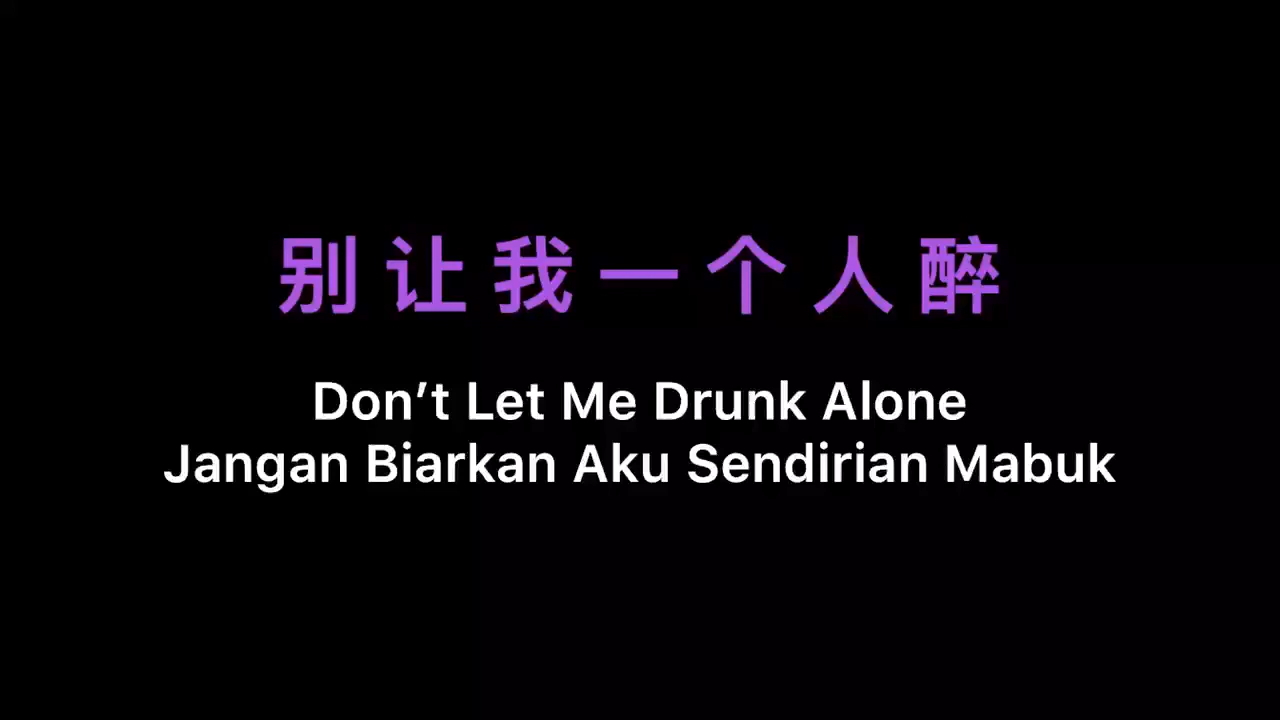 别让我一个人醉
Don’t Let Me Drunk Alone
Jangan Biarkan Aku Sendirian Mabuk